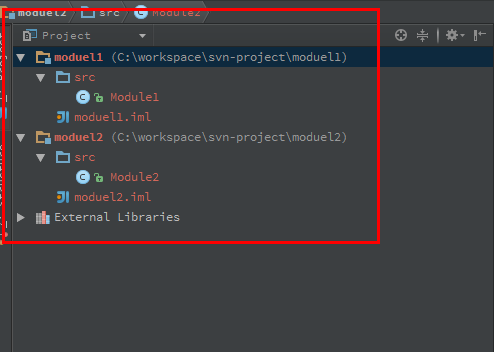 moduel2 src Module2
Project
moduel1 (C:\workspace\svn-project\moduel1)
src
Module1
moduel1.iml
moduel2 (C:\workspace\svn-project\moduel2)
src
Module2
moduel2.iml
External Libraries